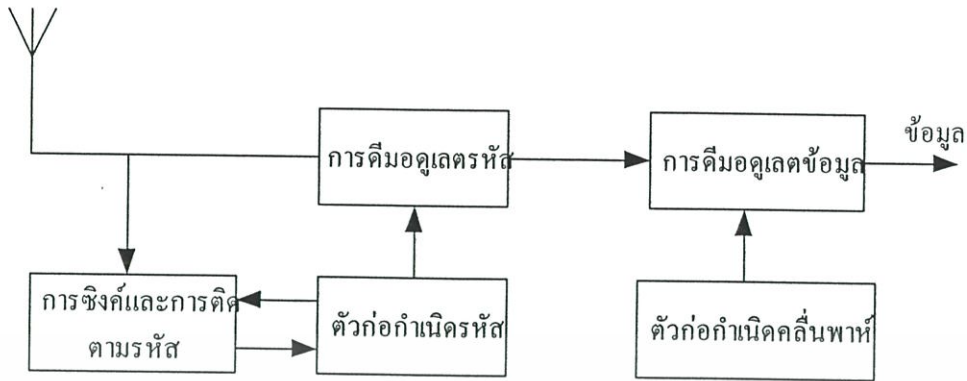 ข้อมูล
การดีมอดูเลตรหัส
การดีมอดูเลตข้อมูล
การซิงค์และการติด
ตามรหัส
ตัวก่อกำเนิดรหัส
ตัวก่อกำเนิดคลื่นพาห์